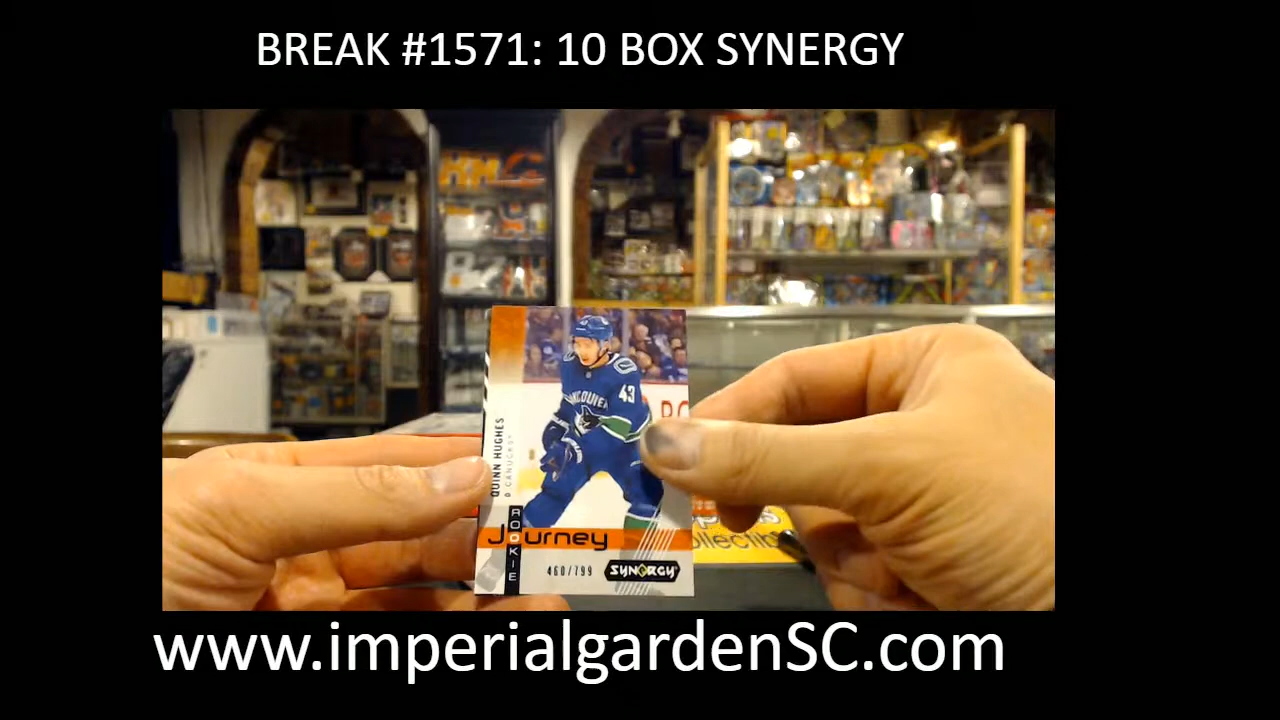 BREAK #1571: 10 BOX SYNERGY
43
QUINN HUGHES
D CANUCKS
ROOKIE
Journey
460/799
SYNERGY
www.imperialgardenSC.com